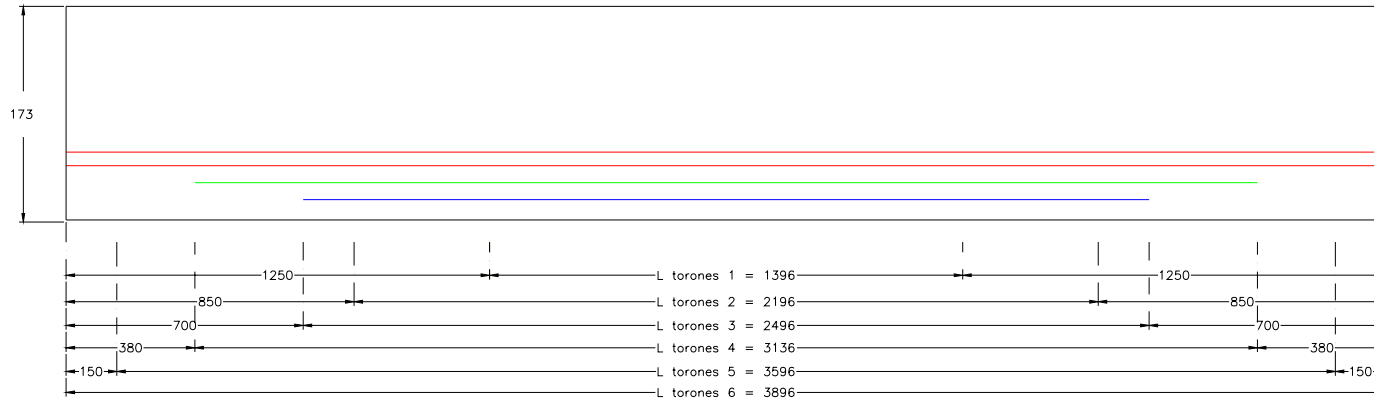 173
1250 L torones 1 = 1396 1250
850 L torones 2 = 2196 850
700 L torones 3 = 2496 700
380 L torones 4 = 3136 380
150 L torones 5 = 3596 150
L torones 6 = 3896